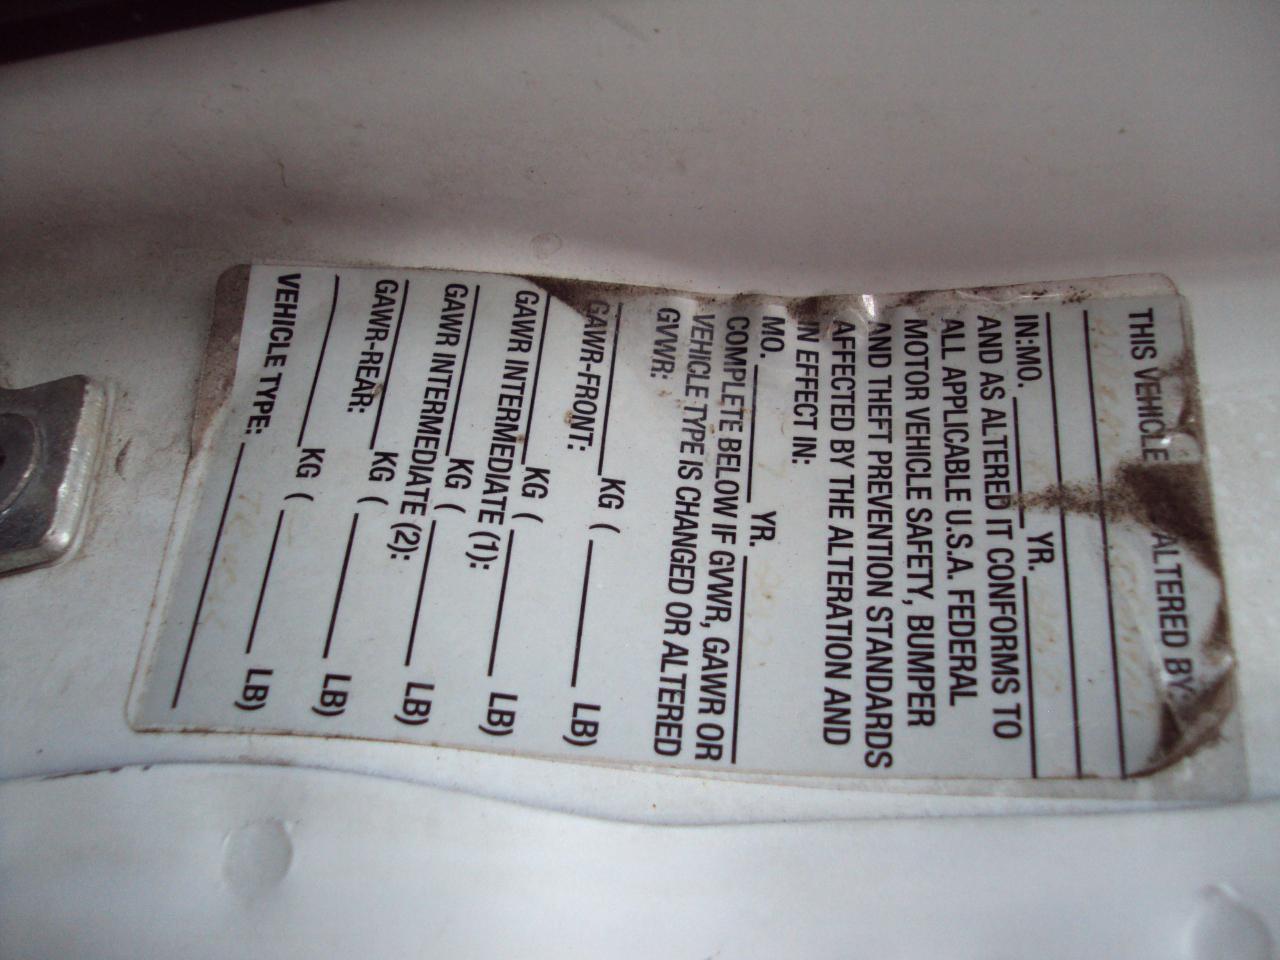 THIS VEHICLE ALTERED BY:
IN:MO. YR.
AND AS ALTERED IT CONFORMS TO
ALL APPLICABLE U.S.A. FEDERAL
MOTOR VEHICLE SAFETY, BUMPER
AND THEFT PREVENTION STANDARDS
AFFECTED BY THE ALTERATION AND
IN EFFECT IN:
MO. YR.
COMPLETE BELOW IF GVWR, GAWR OR
VEHICLE TYPE IS CHANGED OR ALTERED
GVWR:
KG ( LB)
GAWR-FRONT:
KG ( LB)
GAWR INTERMEDIATE (1):
KG ( LB)
GAWR INTERMEDIATE (2):
KG ( LB)
GAWR-REAR:
KG ( LB)
VEHICLE TYPE: